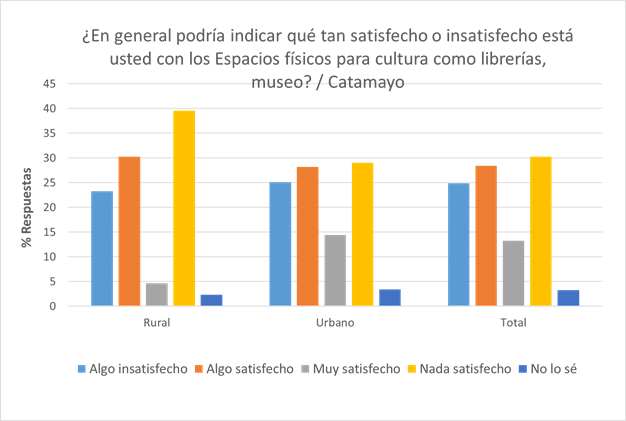 ¿En general podría indicar qué tan satisfecho o insatisfecho está
usted con los Espacios físicos para cultura como librerías,
museo? / Catamayo
45
40
35
30
25
20
15
10
5
0
% Respuestas
Rural Urbano Total
Algo insatisfecho Algo satisfecho Muy satisfecho Nada satisfecho No lo sé